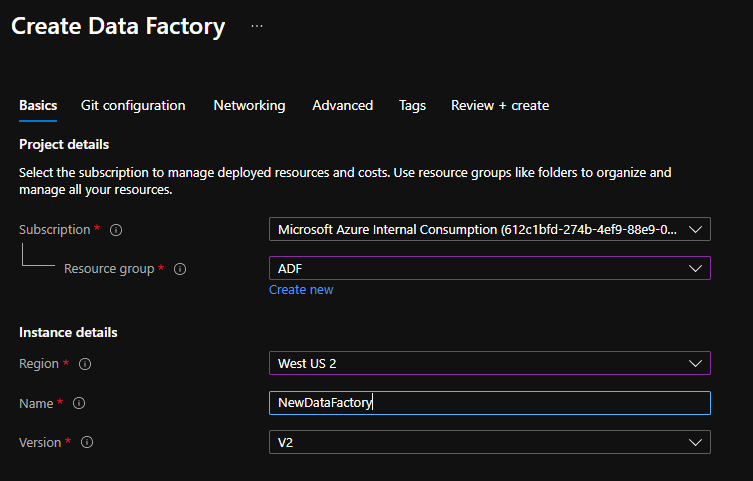 Create Data Factory ...
Basics Git configuration Networking Advanced Tags Review + create
Project details
Select the subscription to manage deployed resources and costs. Use resource groups like folders to organize and
manage all your resources.
Subscription * Microsoft Azure Internal Consumption (612c1bfd-274b-4ef9-88e9-0...
Resource group * ADF
Create new
Instance details
Region * West US 2
Name * NewDataFactory
Version * V2